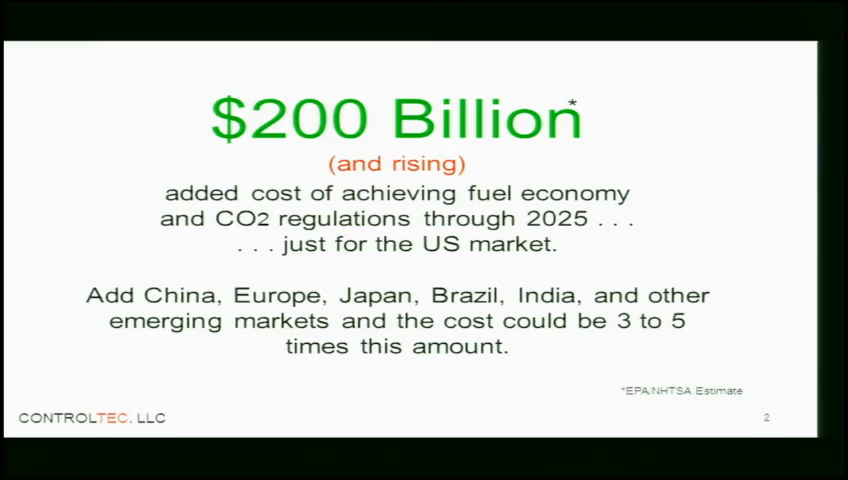 $200 Billion*
(and rising)
added cost of achieving fuel economy
and CO2 regulations through 2025 . . .
. . . just for the US market.
Add China, Europe, Japan, Brazil, India, and other
emerging markets and the cost could be 3 to 5
times this amount.
*EPA/NHTSA Estimate
CONTROLTEC, LLC
2